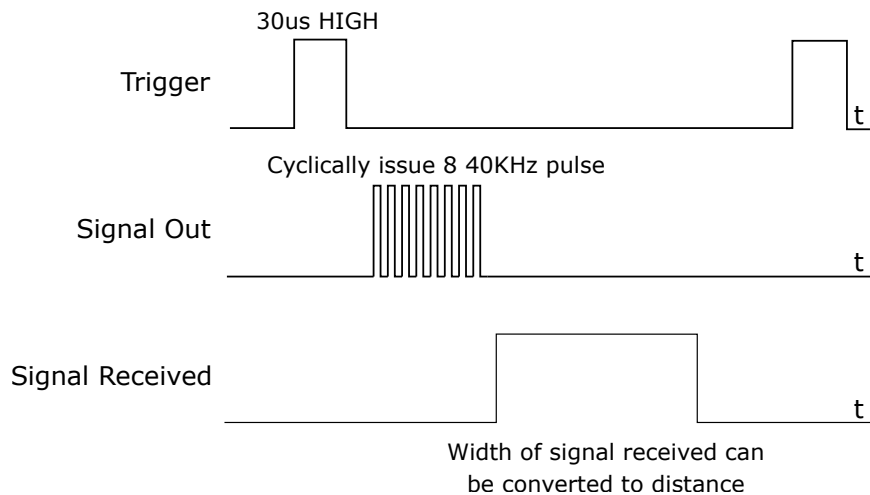 30us HIGH
Trigger
t
Cyclically issue 8 40KHz pulse
Signal Out
t
Signal Received
t
Width of signal received can
be converted to distance